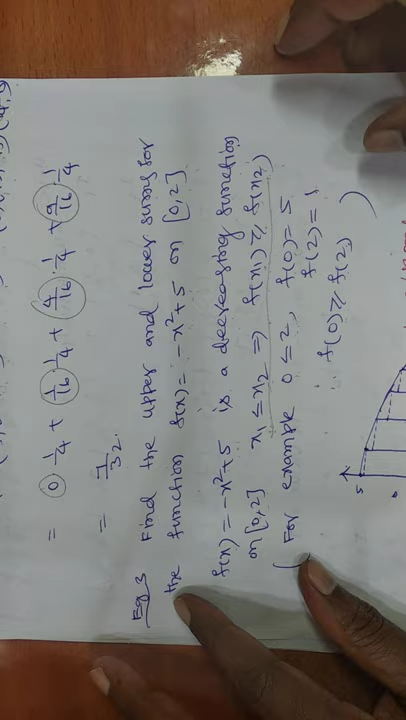 = 0 1/4 + 1/16 · 1/4 + 4/16 · 1/4 + 9/16 · 1/4
= 7/32.
Eg 3 Find the upper and lower sums for
the function f(x) = -x²+5 on [0,2]
f(x) = -x²+5 is a decreasing function
on [0,2] x₁ ≤ x₂ ⇒ f(x₁) ≥ f(x₂)
( For example 0 ≤ 2, f(0) = 5
f(2) = 1
∴ f(0) ≥ f(2) )
5